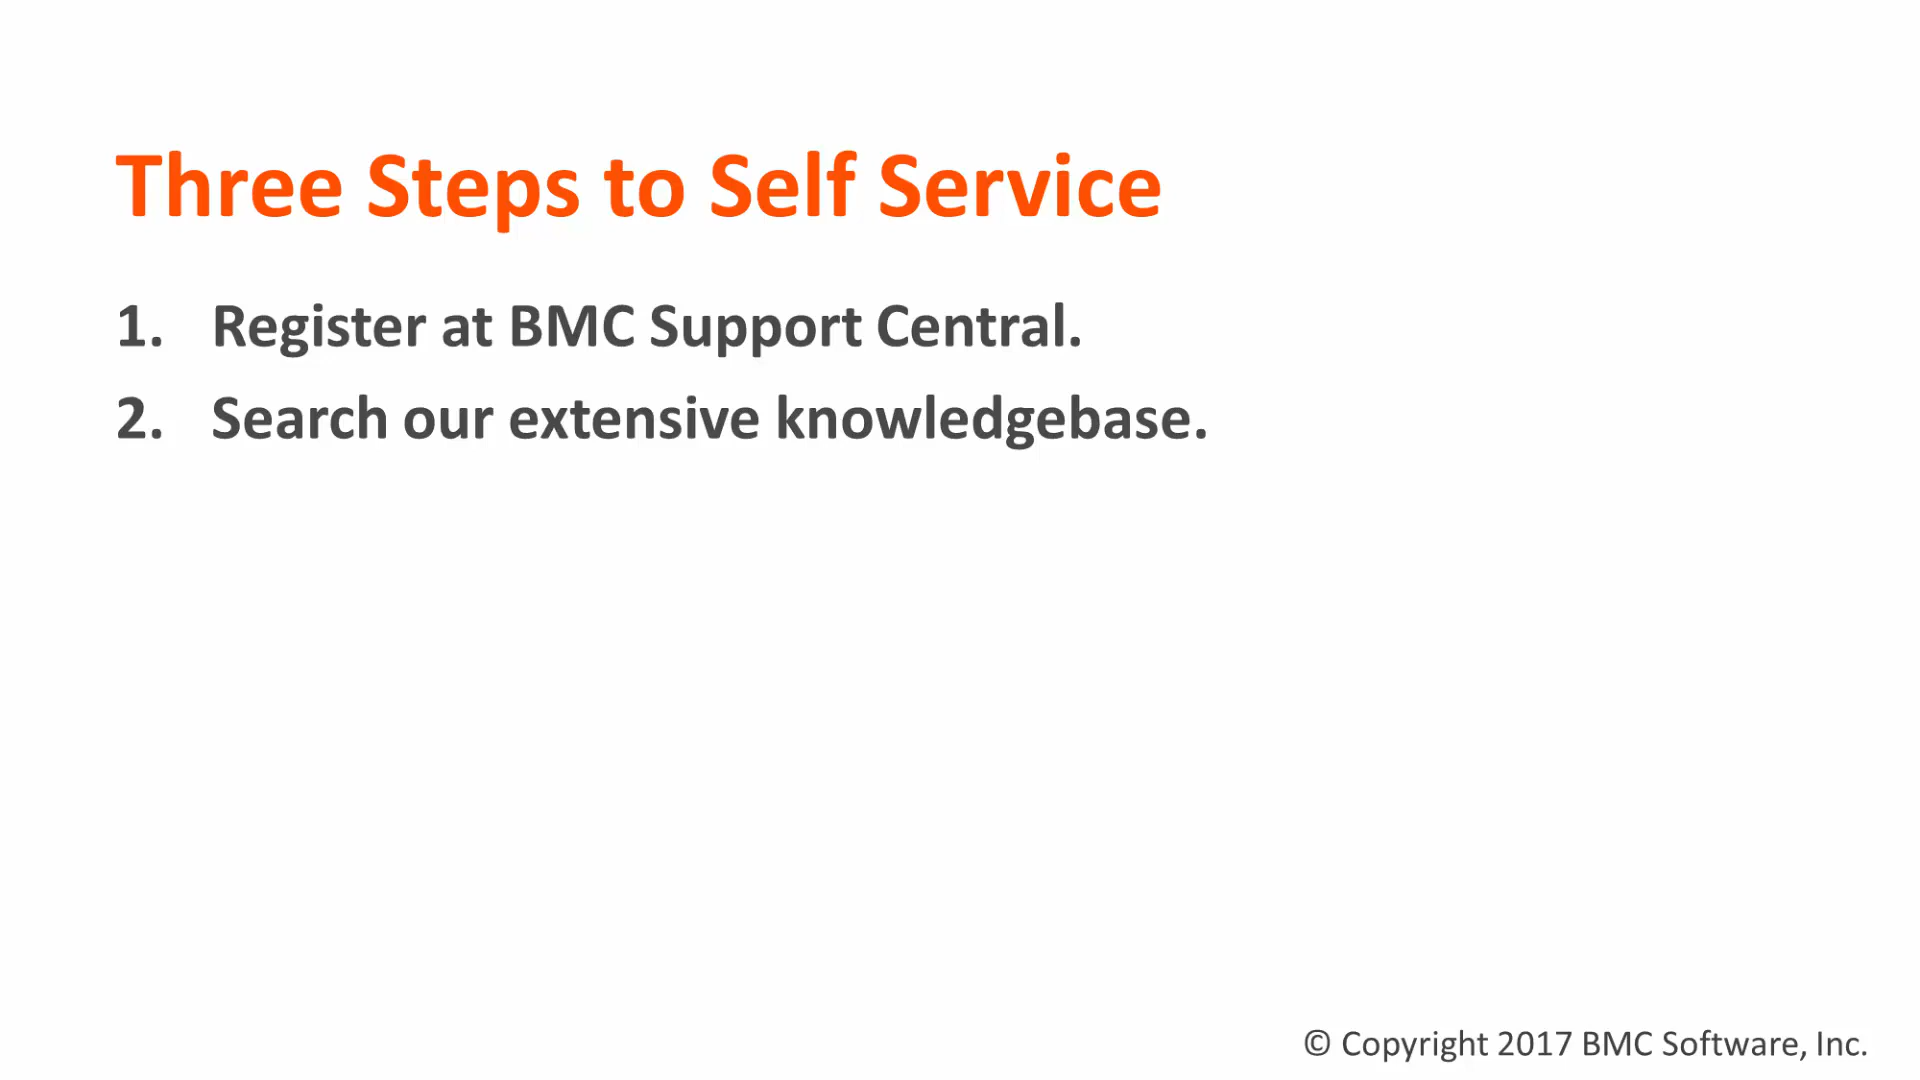 Three Steps to Self Service
1. Register at BMC Support Central.
2. Search our extensive knowledgebase.
© Copyright 2017 BMC Software, Inc.